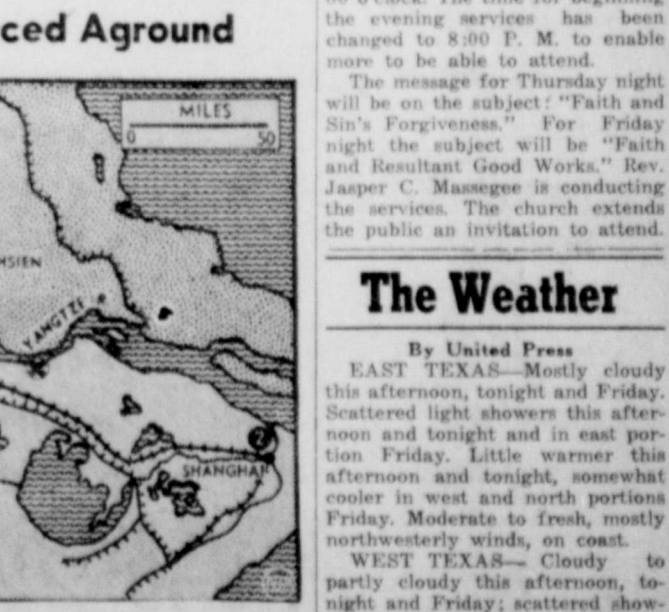 ced Aground
MILES
0 50
HSIEN
YANGTZE R
2
SHANGHAI
the evening services has been
changed to 8:00 P. M. to enable
more to be able to attend.
The message for Thursday night
will be on the subject: "Faith and
Sin's Forgiveness." For Friday
night the subject will be "Faith
and Resultant Good Works." Rev.
Jasper C. Massegee is conducting
the services. The church extends
the public an invitation to attend.
The Weather
By United Press
EAST TEXAS—Mostly cloudy
this afternoon, tonight and Friday.
Scattered light showers this after-
noon and tonight and in east por-
tion Friday. Little warmer this
afternoon and tonight, somewhat
cooler in west and north portions
Friday. Moderate to fresh, mostly
northwesterly winds, on coast.
WEST TEXAS— Cloudy to
partly cloudy this afternoon, to-
night and Friday; scattered show-